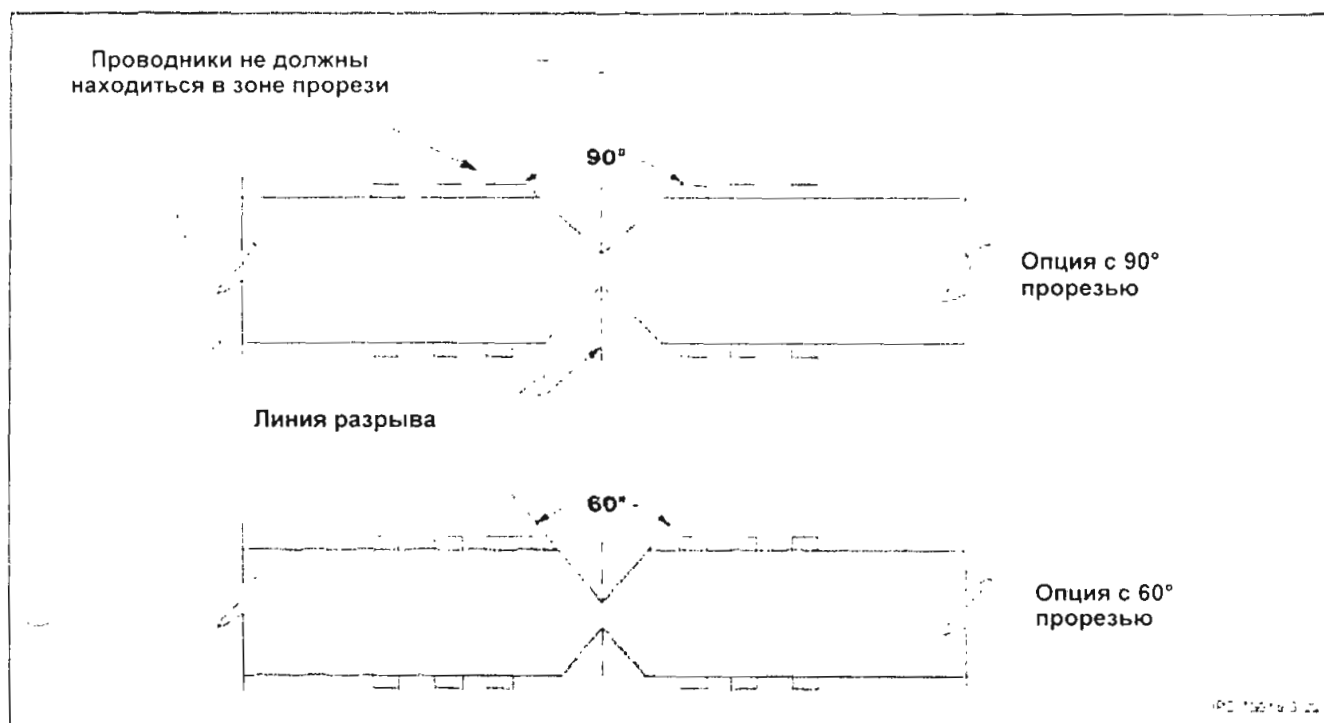 Проводники не должны
находиться в зоне прорези
90°
Опция с 90°
прорезью
Линия разрыва
60°
Опция с 60°
прорезью